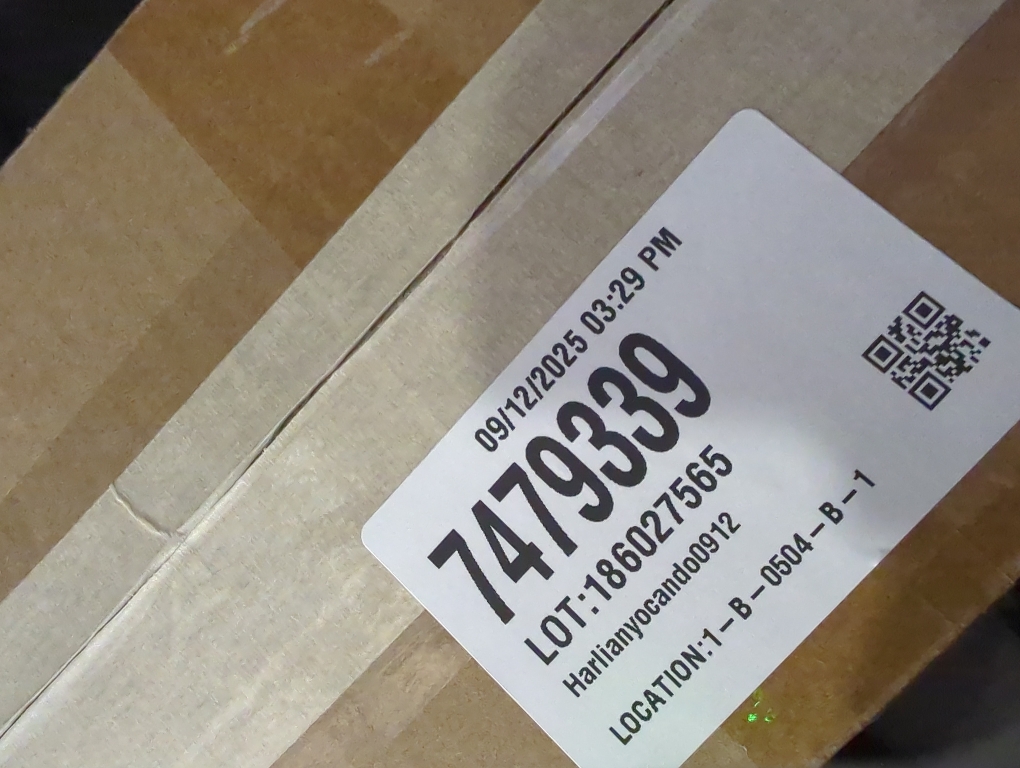 09/12/2025 03:29 PM
7479339
LOT:186027565
Harlianyocando0912
LOCATION:1-B-0504-B-1